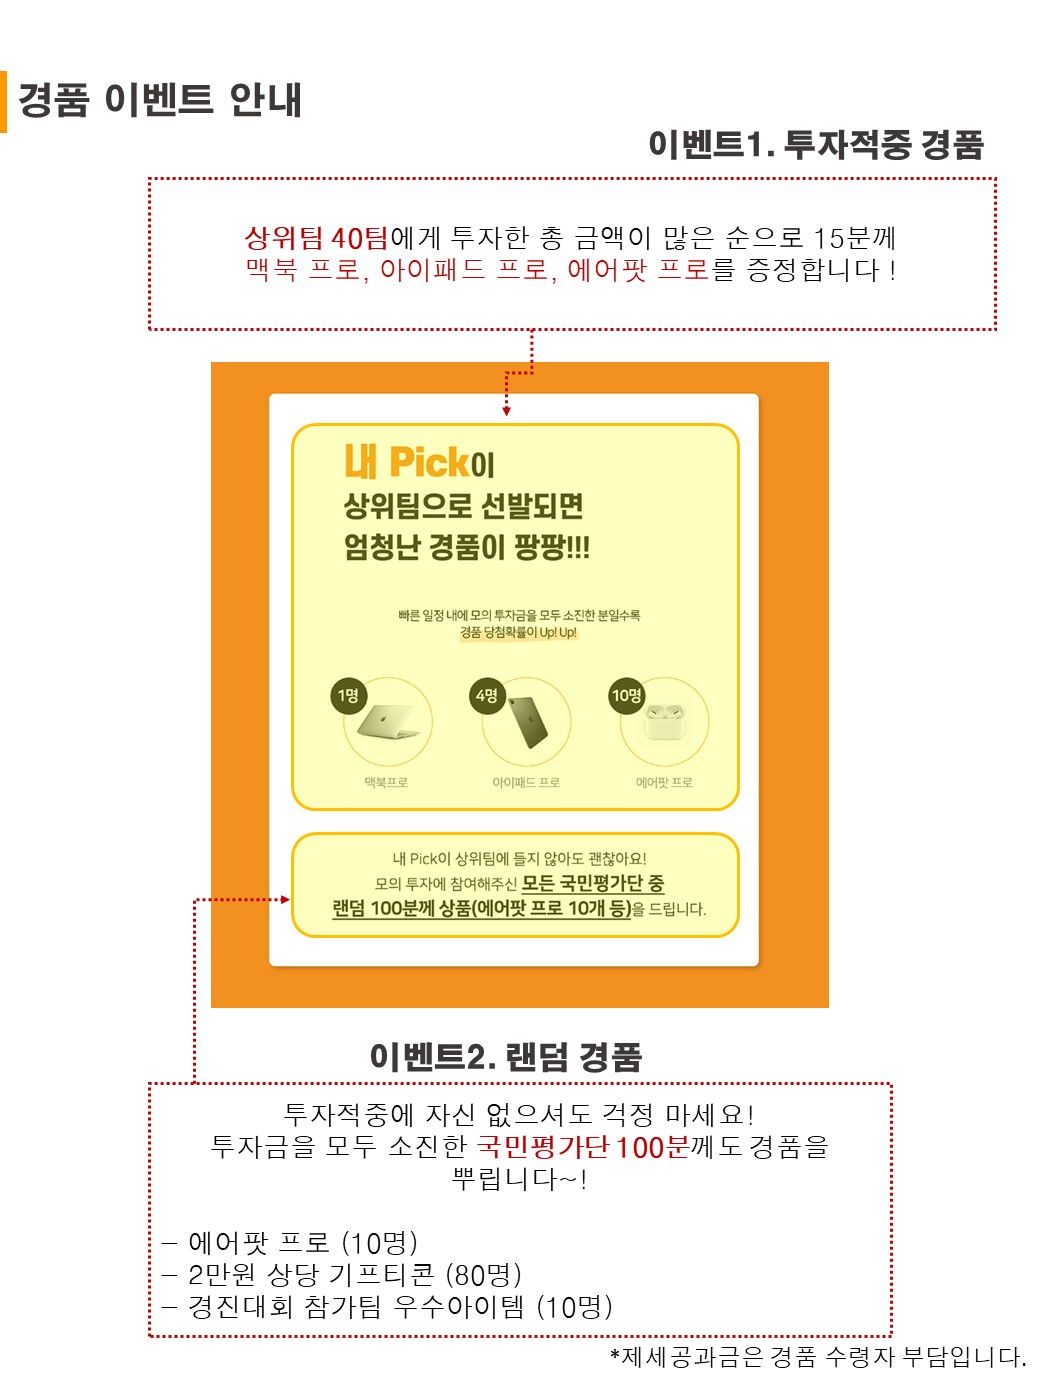 경품 이벤트 안내
이벤트1. 투자적중 경품
상위팀 40팀에게 투자한 총 금액이 많은 순으로 15분께
맥북 프로, 아이패드 프로, 에어팟 프로를 증정합니다 !
내 Pick이
상위팀으로 선발되면
엄청난 경품이 팡팡!!!
빠른 일정 내에 모의 투자금을 모두 소진한 분일수록
경품 당첨확률이 Up! Up!
1명 4명 10명
맥북프로 아이패드 프로 에어팟 프로
내 Pick이 상위팀에 들지 않아도 괜찮아요!
모의 투자에 참여해주신 모든 국민평가단 중
랜덤 100분께 상품(에어팟 프로 10개 등)을 드립니다.
이벤트2. 랜덤 경품
투자적중에 자신 없으셔도 걱정 마세요!
투자금을 모두 소진한 국민평가단 100분께도 경품을
뿌립니다~!
- 에어팟 프로 (10명)
- 2만원 상당 기프티콘 (80명)
- 경진대회 참가팀 우수아이템 (10명)
*제세공과금은 경품 수령자 부담입니다.